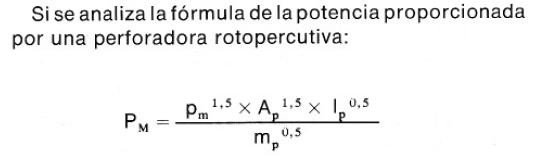 Si se analiza la fórmula de la potencia proporcionada
por una perforadora rotopercutiva:
P_M = (p_m^1,5 × A_p^1,5 × l_p^0,5) / m_p^0,5